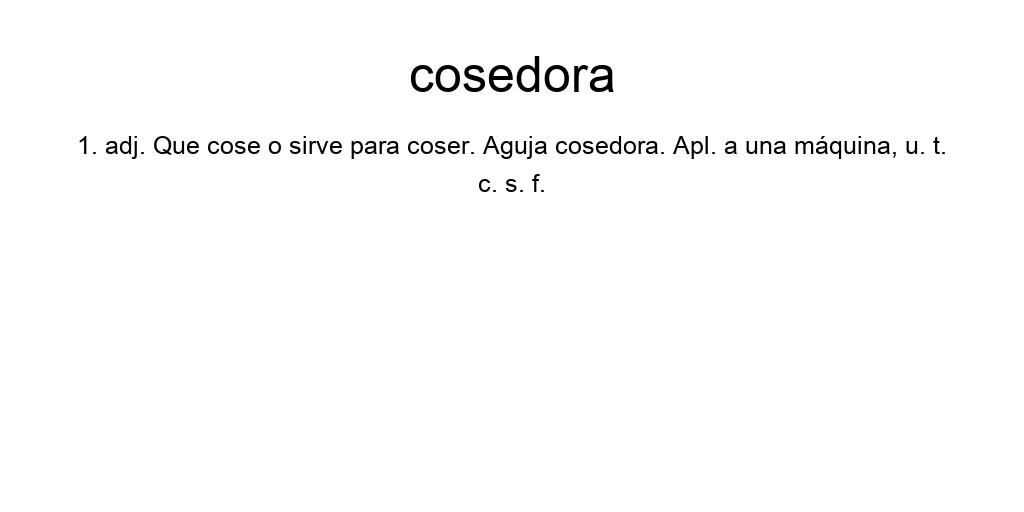 cosedora
1. adj. Que cose o sirve para coser. Aguja cosedora. Apl. a una máquina, u. t.
c. s. f.